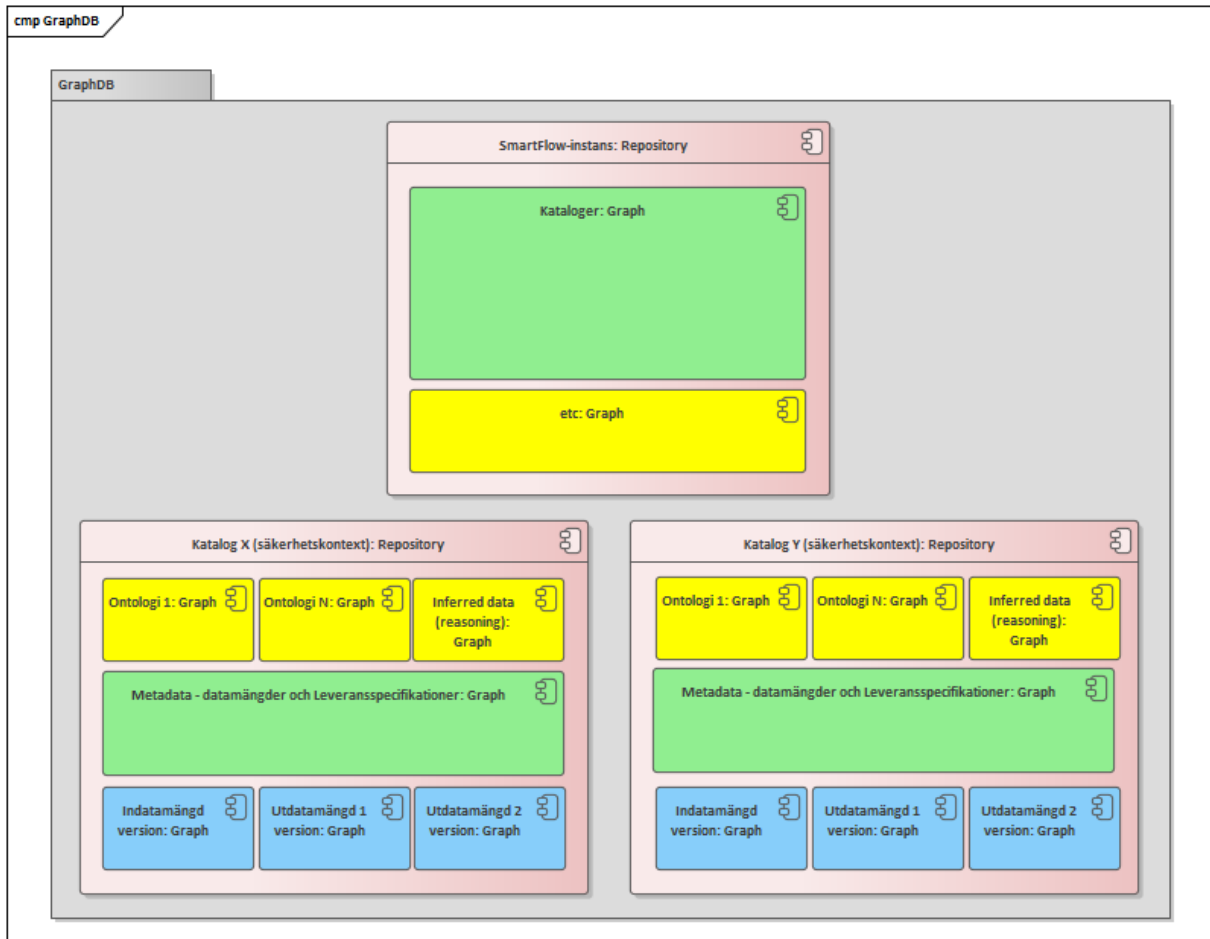 cmp GraphDB
GraphDB
SmartFlow-instans: Repository
Kataloger: Graph
etc: Graph
Katalog X (säkerhetskontext): Repository
Ontologi 1: Graph
Ontologi N: Graph
Inferred data
(reasoning):
Graph
Metadata - datamängder och Leveransspecifikationer: Graph
Indatamängd
version: Graph
Utdatamängd 1
version: Graph
Utdatamängd 2
version: Graph
Katalog Y (säkerhetskontext): Repository
Ontologi 1: Graph
Ontologi N: Graph
Inferred data
(reasoning):
Graph
Metadata - datamängder och Leveransspecifikationer: Graph
Indatamängd
version: Graph
Utdatamängd 1
version: Graph
Utdatamängd 2
version: Graph